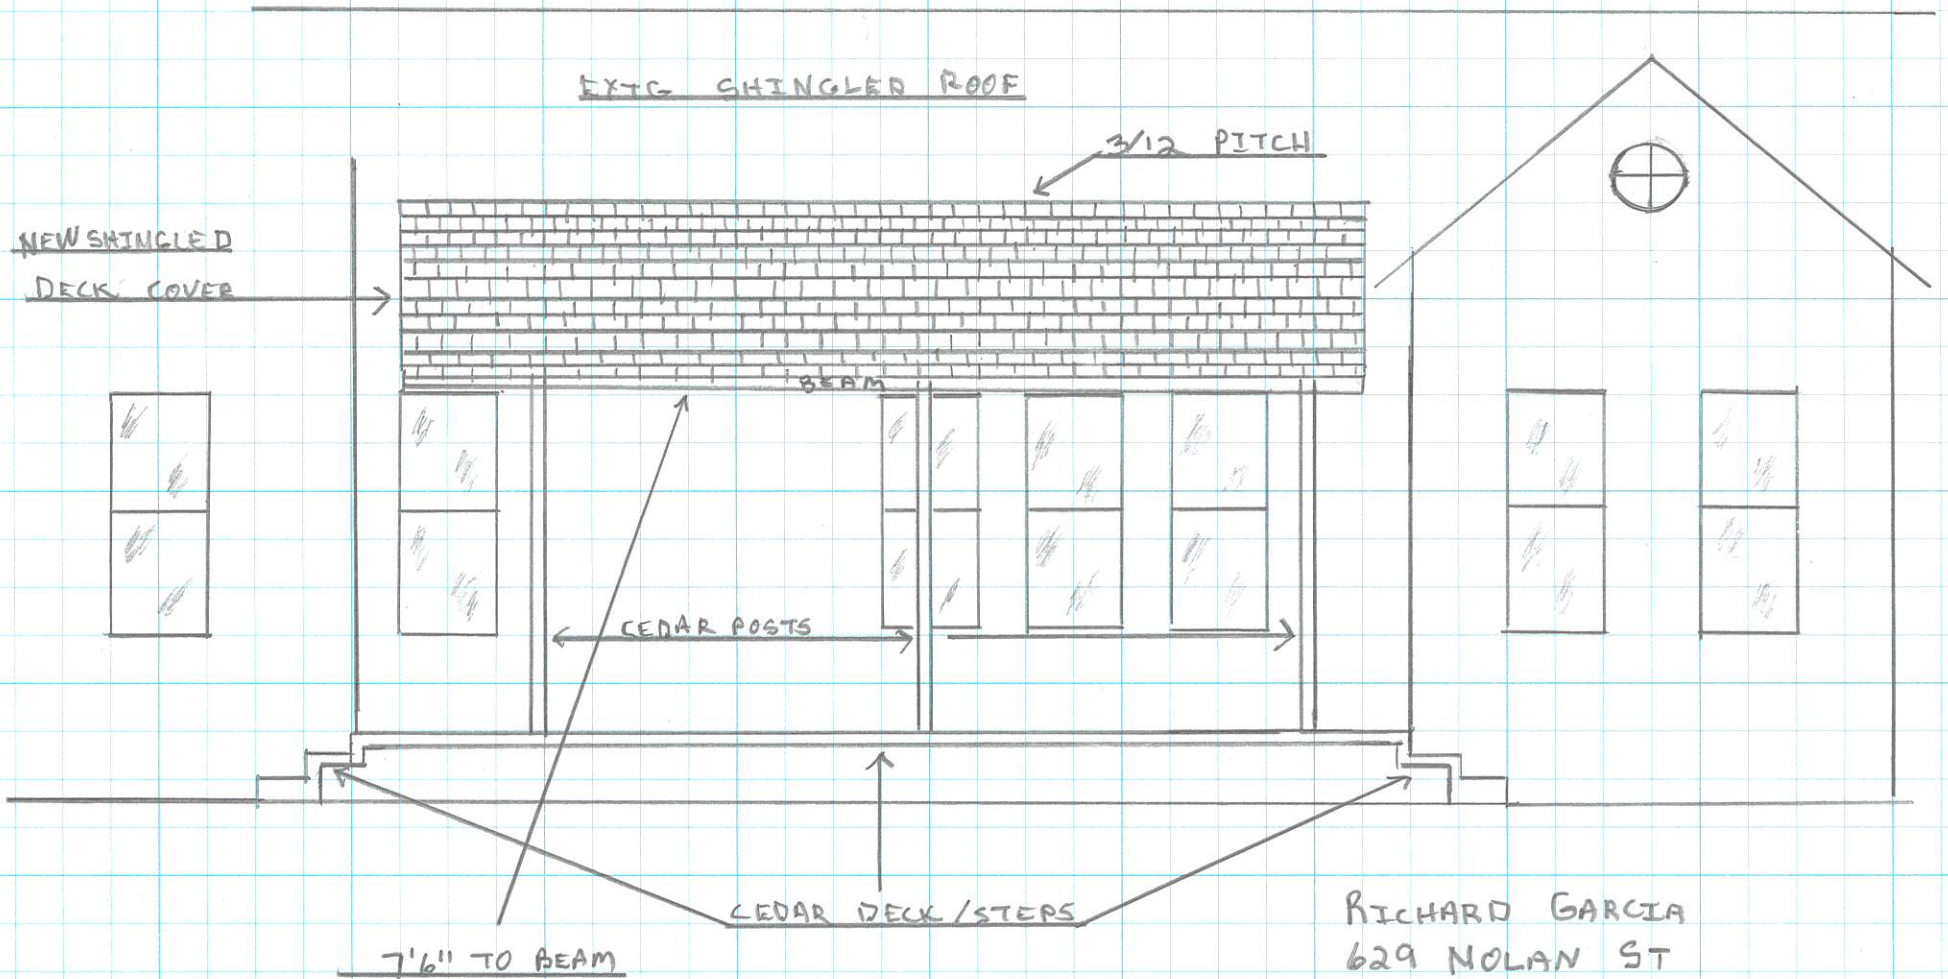 EXTG SHINGLED ROOF
3/12 PITCH
NEW SHINGLED
DECK COVER
BEAM
CEDAR POSTS
CEDAR DECK/STEPS
7'6" TO BEAM
RICHARD GARCIA
629 NOLAN ST